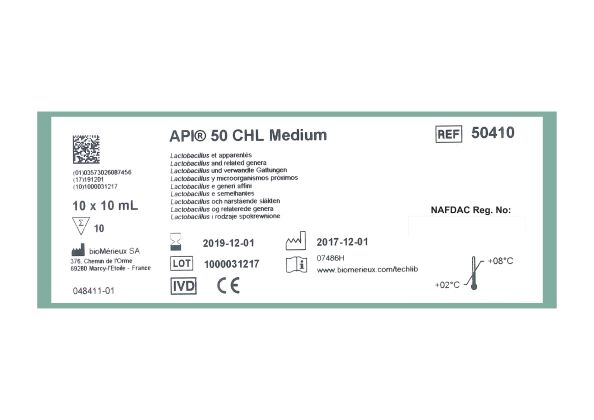 API® 50 CHL Medium
REF 50410
(01)03573026087456
(17)191201
(10)1000031217
10 x 10 mL
Σ 10
bioMérieux SA
376, Chemin de l'Orme
69280 Marcy-l'Etoile - France
048411-01
Lactobacillus et apparentés
Lactobacillus and related genera
Lactobacillus und verwandte Gattungen
Lactobacillus y microorganismos próximos
Lactobacillus e generi affini
Lactobacillus e semelhantes
Lactobacillus och närstående släkten
Lactobacillus og relaterede genera
Lactobacillus i rodzaje spokrewnione
2019-12-01
LOT 1000031217
IVD CE
2017-12-01
i 07486H
www.biomerieux.com/techlib
NAFDAC Reg. No:
+08°C
+02°C